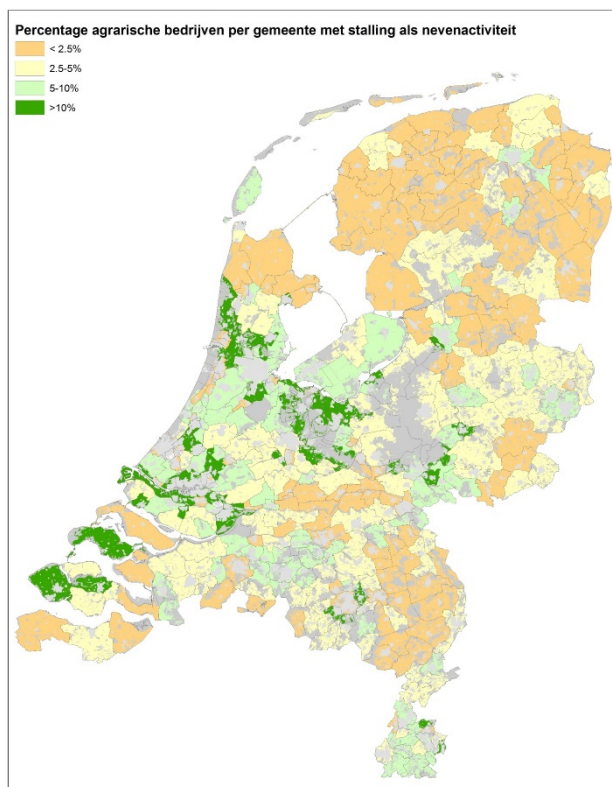 Percentage agrarische bedrijven per gemeente met stalling als nevenactiviteit
< 2.5%
2.5-5%
5-10%
>10%